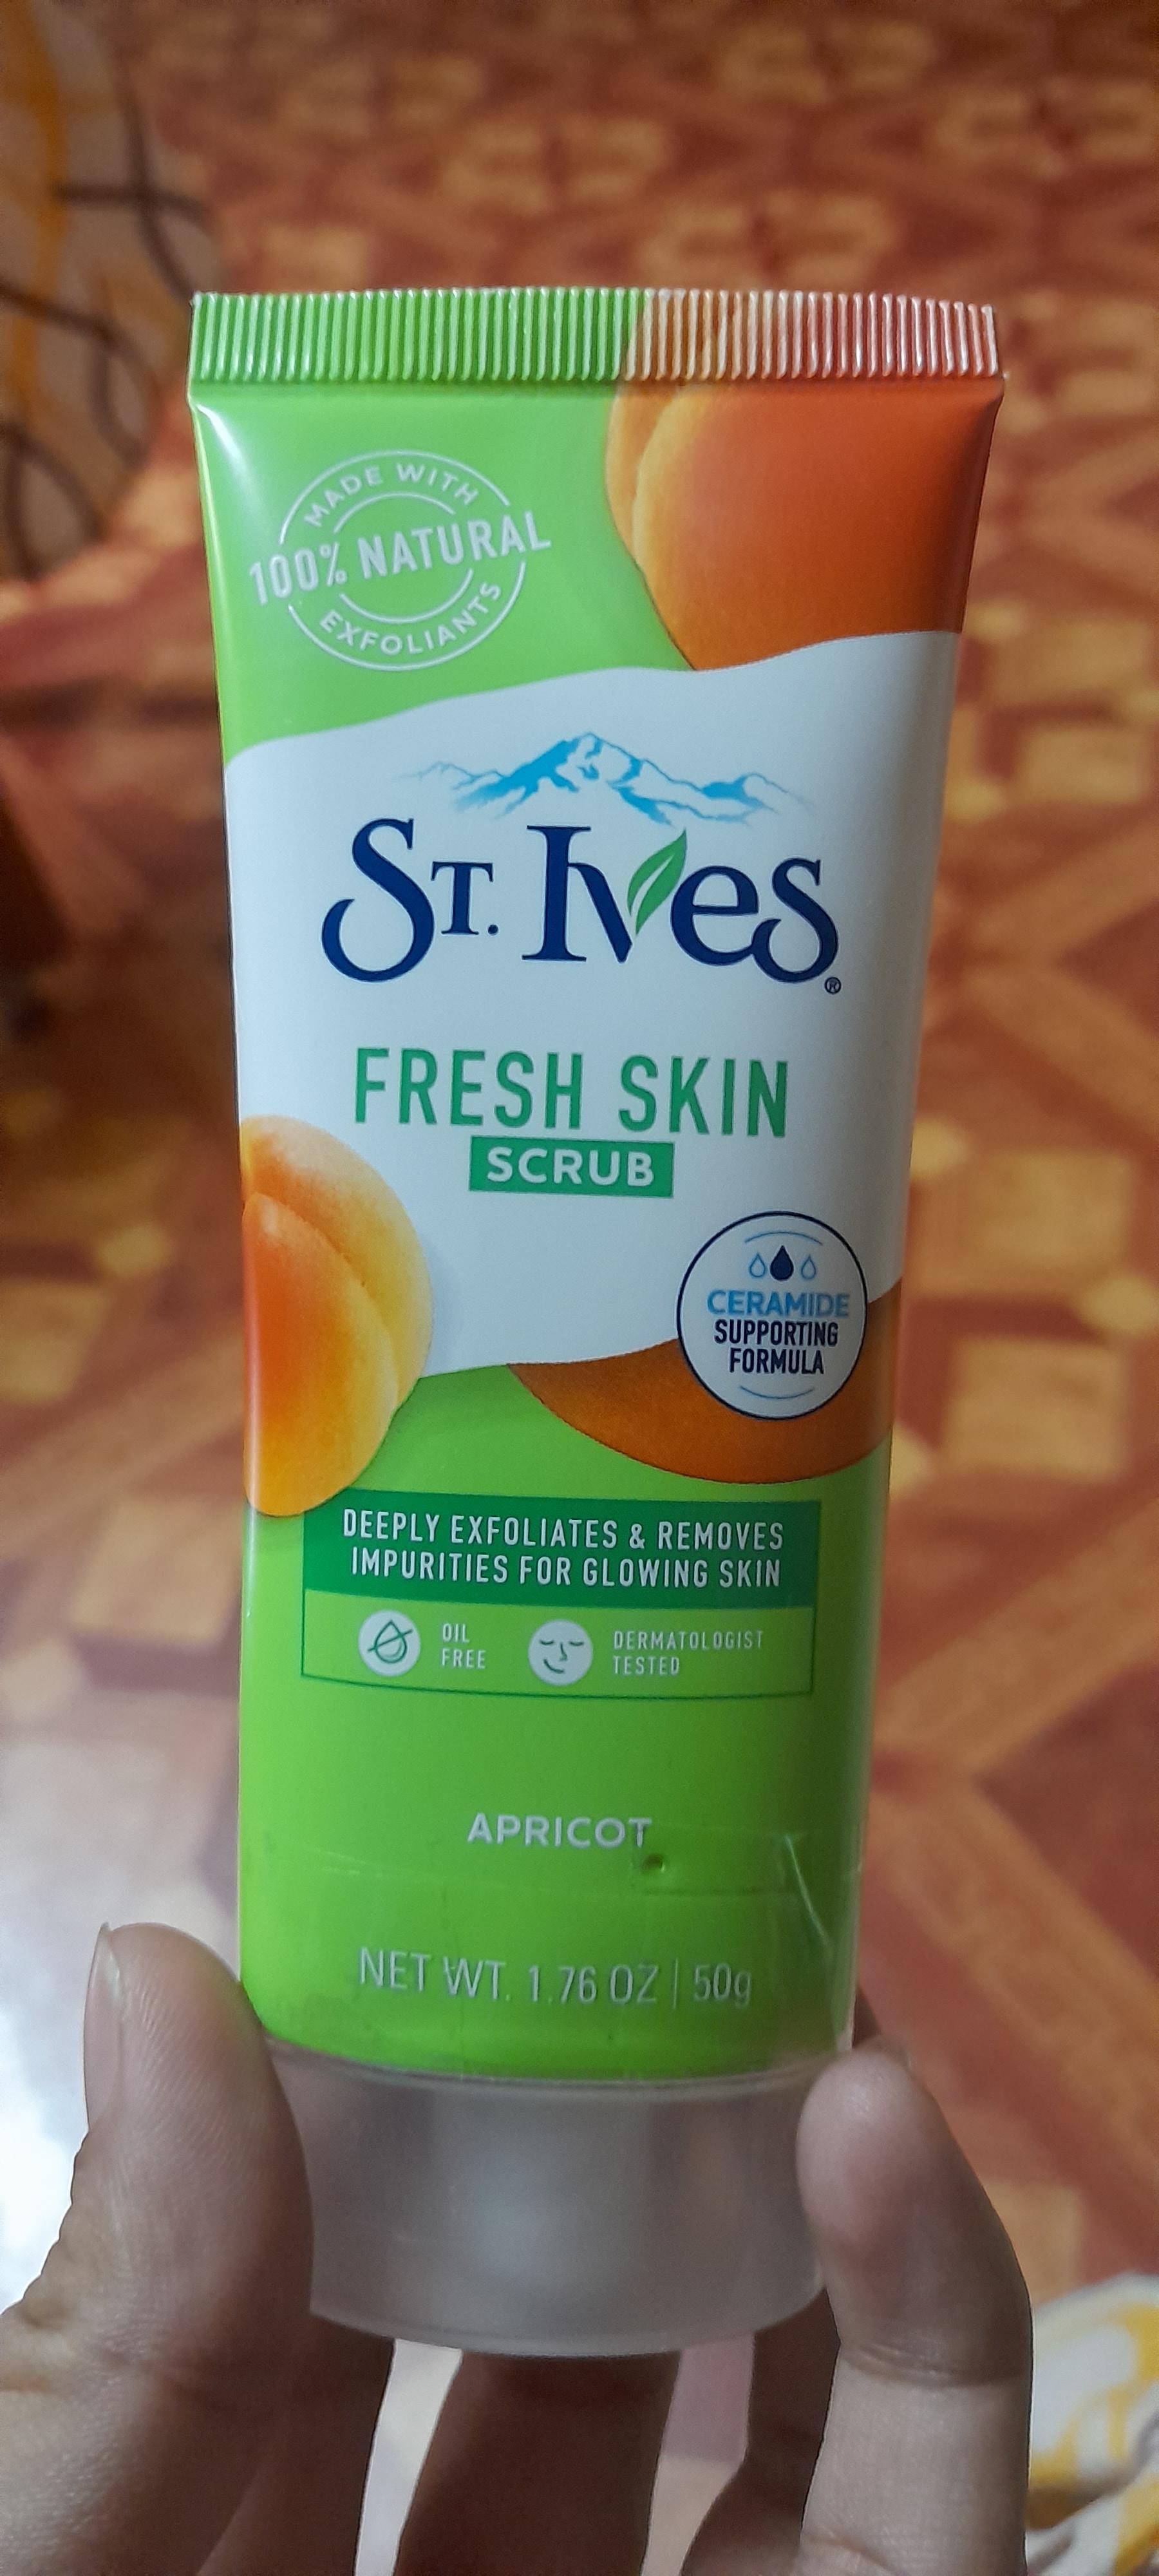 MADE WITH
100% NATURAL
EXFOLIANTS
ST. Ives®
FRESH SKIN
SCRUB
CERAMIDE
SUPPORTING
FORMULA
DEEPLY EXFOLIATES & REMOVES
IMPURITIES FOR GLOWING SKIN
OIL
FREE
DERMATOLOGIST
TESTED
APRICOT
NET WT. 1.76 OZ | 50g